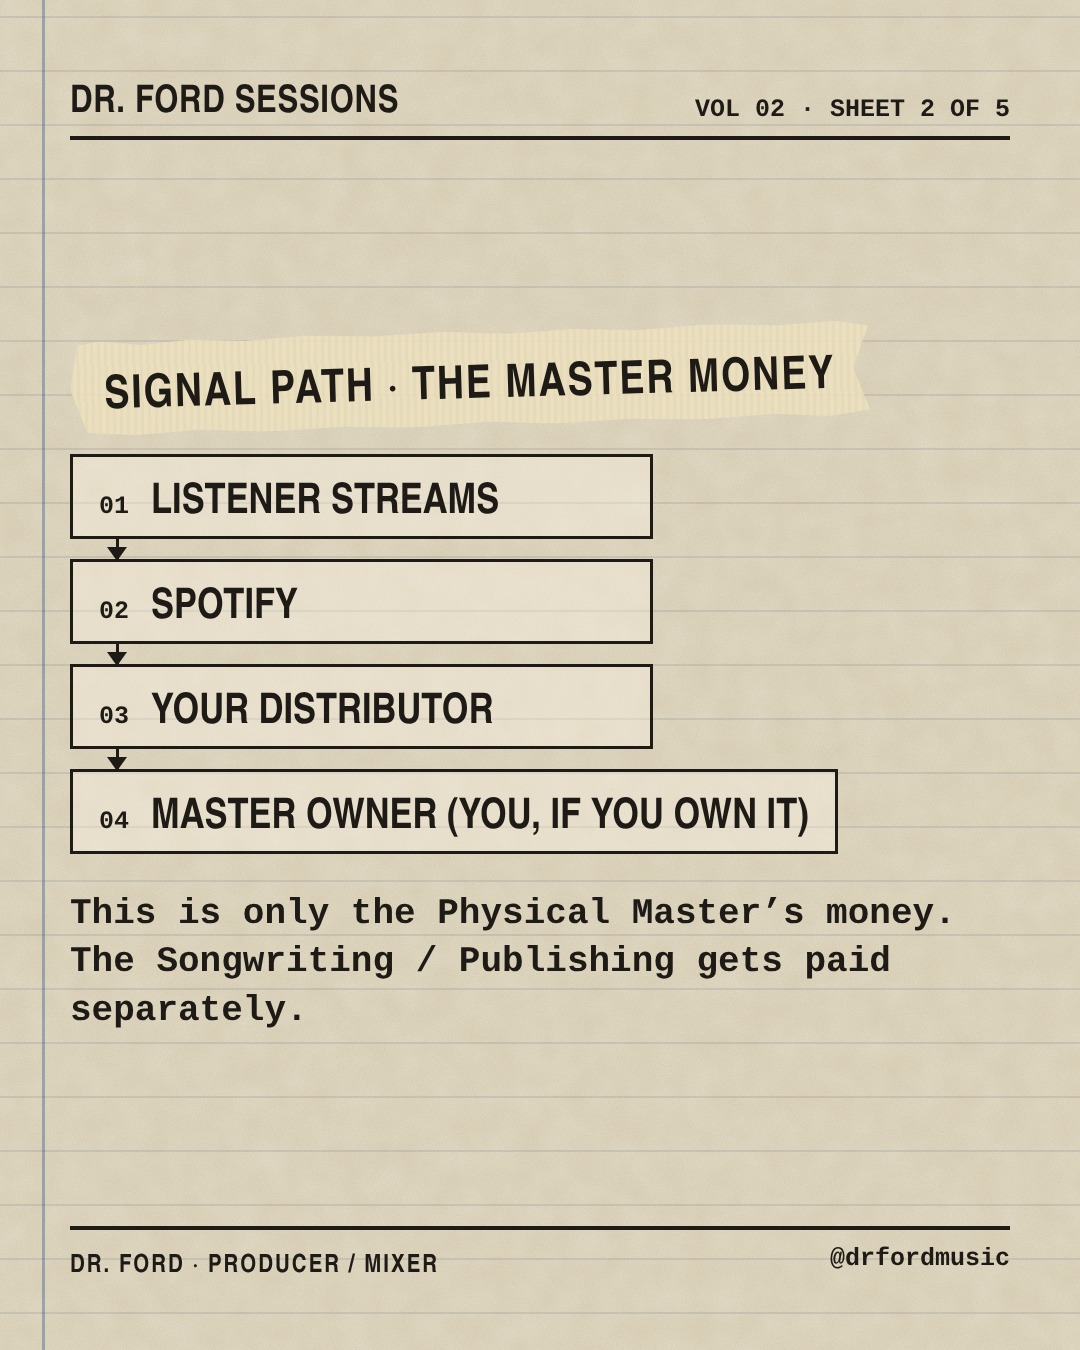 DR. FORD SESSIONS
VOL 02 · SHEET 2 OF 5
SIGNAL PATH · THE MASTER MONEY
01 LISTENER STREAMS
02 SPOTIFY
03 YOUR DISTRIBUTOR
04 MASTER OWNER (YOU, IF YOU OWN IT)
This is only the Physical Master’s money.
The Songwriting / Publishing gets paid
separately.
DR. FORD · PRODUCER / MIXER
@drfordmusic